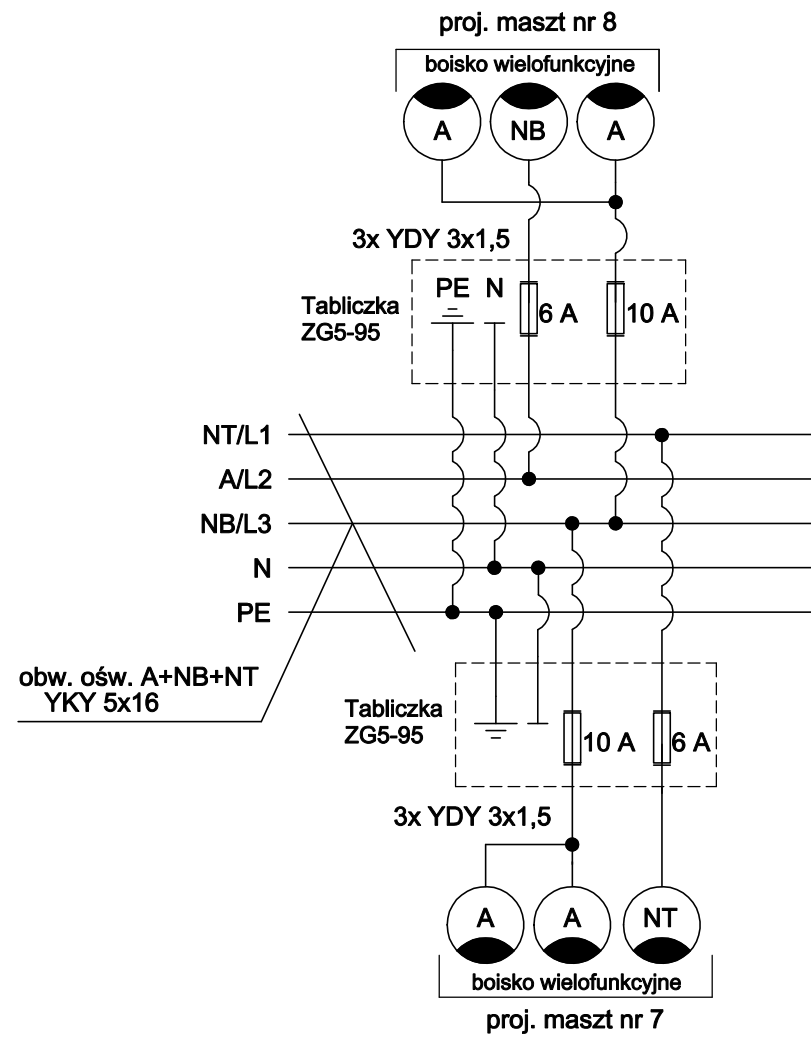 proj. maszt nr 8
boisko wielofunkcyjne
A NB A
3x YDY 3x1,5
PE N
Tabliczka
ZG5-95
6 A 10 A
NT/L1
A/L2
NB/L3
N
PE
obw. ośw. A+NB+NT
YKY 5x16
Tabliczka
ZG5-95
10 A 6 A
3x YDY 3x1,5
A A NT
boisko wielofunkcyjne
proj. maszt nr 7